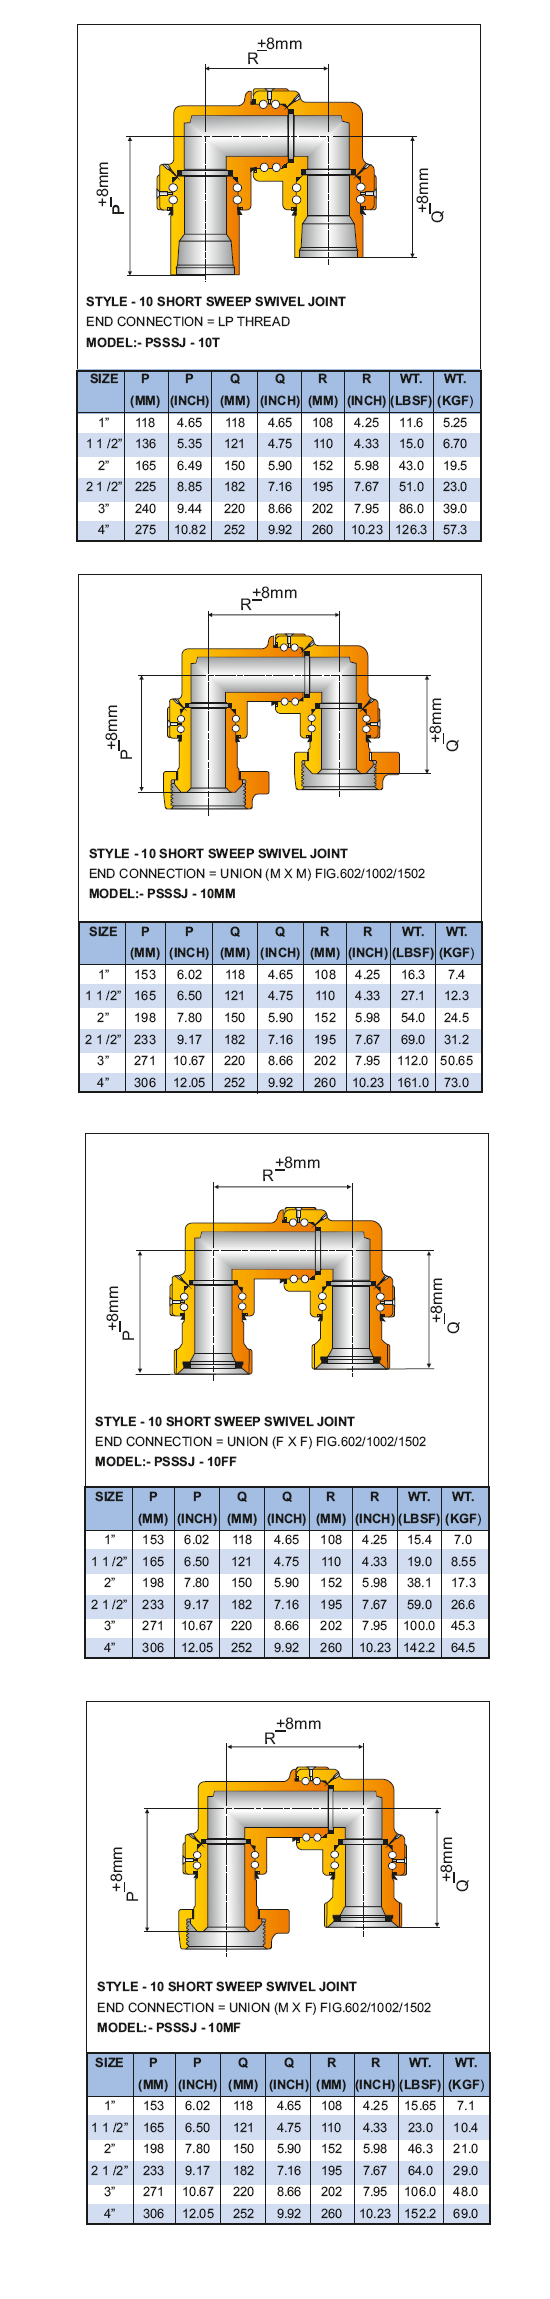 R ±8mm
P ±8mm
Q ±8mm
STYLE - 10 SHORT SWEEP SWIVEL JOINT
END CONNECTION = LP THREAD
MODEL:- PSSSJ - 10T
SIZE P P Q Q R R WT. WT.
(MM) (INCH) (MM) (INCH) (MM) (INCH) (LBSF) (KGF)
1” 118 4.65 118 4.65 108 4.25 11.6 5.25
1 1 /2” 136 5.35 121 4.75 110 4.33 15.0 6.70
2” 165 6.49 150 5.90 152 5.98 43.0 19.5
2 1 /2” 225 8.85 182 7.16 195 7.67 51.0 23.0
3” 240 9.44 220 8.66 202 7.95 86.0 39.0
4” 275 10.82 252 9.92 260 10.23 126.3 57.3
R ±8mm
P ±8mm
Q ±8mm
STYLE - 10 SHORT SWEEP SWIVEL JOINT
END CONNECTION = UNION (M X M) FIG.602/1002/1502
MODEL:- PSSSJ - 10MM
SIZE P P Q Q R R WT. WT.
(MM) (INCH) (MM) (INCH) (MM) (INCH) (LBSF) (KGF)
1” 153 6.02 118 4.65 108 4.25 16.3 7.4
1 1 /2” 165 6.50 121 4.75 110 4.33 27.1 12.3
2” 198 7.80 150 5.90 152 5.98 54.0 24.5
2 1 /2” 233 9.17 182 7.16 195 7.67 69.0 31.2
3” 271 10.67 220 8.66 202 7.95 112.0 50.65
4” 306 12.05 252 9.92 260 10.23 161.0 73.0
R ±8mm
P ±8mm
Q ±8mm
STYLE - 10 SHORT SWEEP SWIVEL JOINT
END CONNECTION = UNION (F X F) FIG.602/1002/1502
MODEL:- PSSSJ - 10FF
SIZE P P Q Q R R WT. WT.
(MM) (INCH) (MM) (INCH) (MM) (INCH) (LBSF) (KGF)
1” 153 6.02 118 4.65 108 4.25 15.4 7.0
1 1 /2” 165 6.50 121 4.75 110 4.33 19.0 8.55
2” 198 7.80 150 5.90 152 5.98 38.1 17.3
2 1 /2” 233 9.17 182 7.16 195 7.67 59.0 26.6
3” 271 10.67 220 8.66 202 7.95 100.0 45.3
4” 306 12.05 252 9.92 260 10.23 142.2 64.5
R ±8mm
P ±8mm
Q ±8mm
STYLE - 10 SHORT SWEEP SWIVEL JOINT
END CONNECTION = UNION (M X F) FIG.602/1002/1502
MODEL:- PSSSJ - 10MF
SIZE P P Q Q R R WT. WT.
(MM) (INCH) (MM) (INCH) (MM) (INCH) (LBSF) (KGF)
1” 153 6.02 118 4.65 108 4.25 15.65 7.1
1 1 /2” 165 6.50 121 4.75 110 4.33 23.0 10.4
2” 198 7.80 150 5.90 152 5.98 46.3 21.0
2 1 /2” 233 9.17 182 7.16 195 7.67 64.0 29.0
3” 271 10.67 220 8.66 202 7.95 106.0 48.0
4” 306 12.05 252 9.92 260 10.23 152.2 69.0